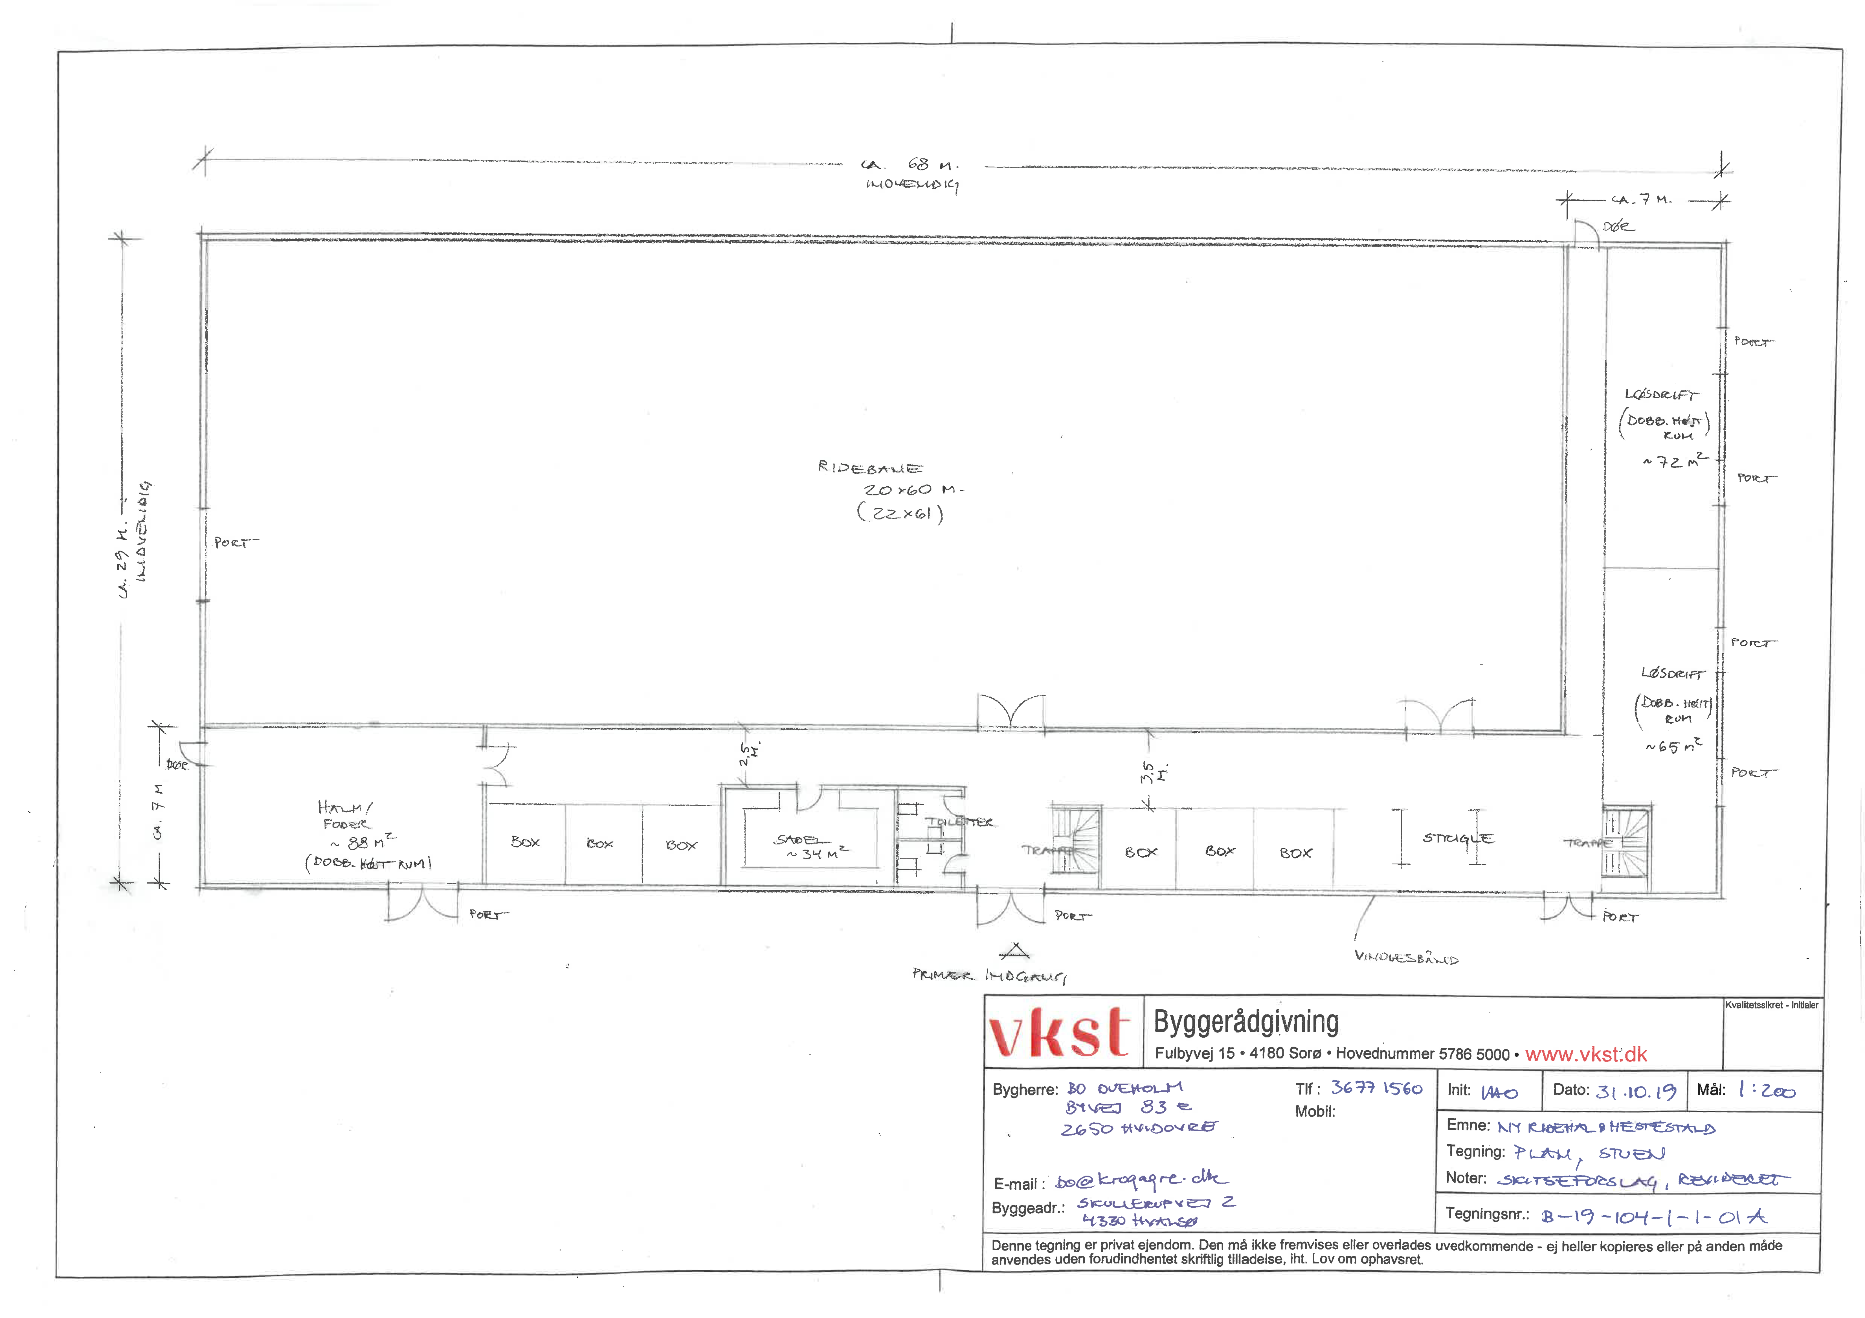 CA. 68 M.
INDVENDIG
CA. 7 M.
DØR
PORT
LØSDRIFT
(DOBB. HØJT)
RUM
~72 m²
PORT
RIDEBANE
20×60 M.
(22×61)
CA. 29 M.
INDVENDIG
PORT
PORT
LØSDRIFT
(DOBB. HØJT)
RUM
~65 m²
PORT
DØR
CA. 7 M
2,5 M.
3,5 M.
HALM/
FODER
~ 88 m²
(DOBB. HØJT RUM)
BOX
BOX
BOX
SADEL
~34 m²
TOILETTER
TRAPPE
BOX
BOX
BOX
STRIGLE
TRAPPE
PORT
PORT
PORT
PRIMÆR INDGANG
VINDUESBÅND
vkst
Byggerådgivning
Fulbyvej 15 • 4180 Sorø • Hovednummer 5786 5000 • www.vkst.dk
Kvalitetssikret - Initialer
Bygherre: BO OVEHOLM
BYVEJ 83 E
2650 HVIDOVRE
Tlf: 3677 1560
Mobil:
E-mail: bo@krogagre.dk
Byggeadr.: SKULLERUPVEJ 2
4330 HVALSØ
Init:
Dato: 31.10.19
Mål: 1:200
Emne: NY RIDEHAL & HESTESTALD
Tegning: PLAN, STUEN
Noter: SKITSEFORSLAG, REVIDERET
Tegningsnr.: B-19-104-1-1-01A
Denne tegning er privat ejendom. Den må ikke fremvises eller overlades uvedkommende - ej heller kopieres eller på anden måde
anvendes uden forudindhentet skriftlig tilladelse, iht. Lov om ophavsret.